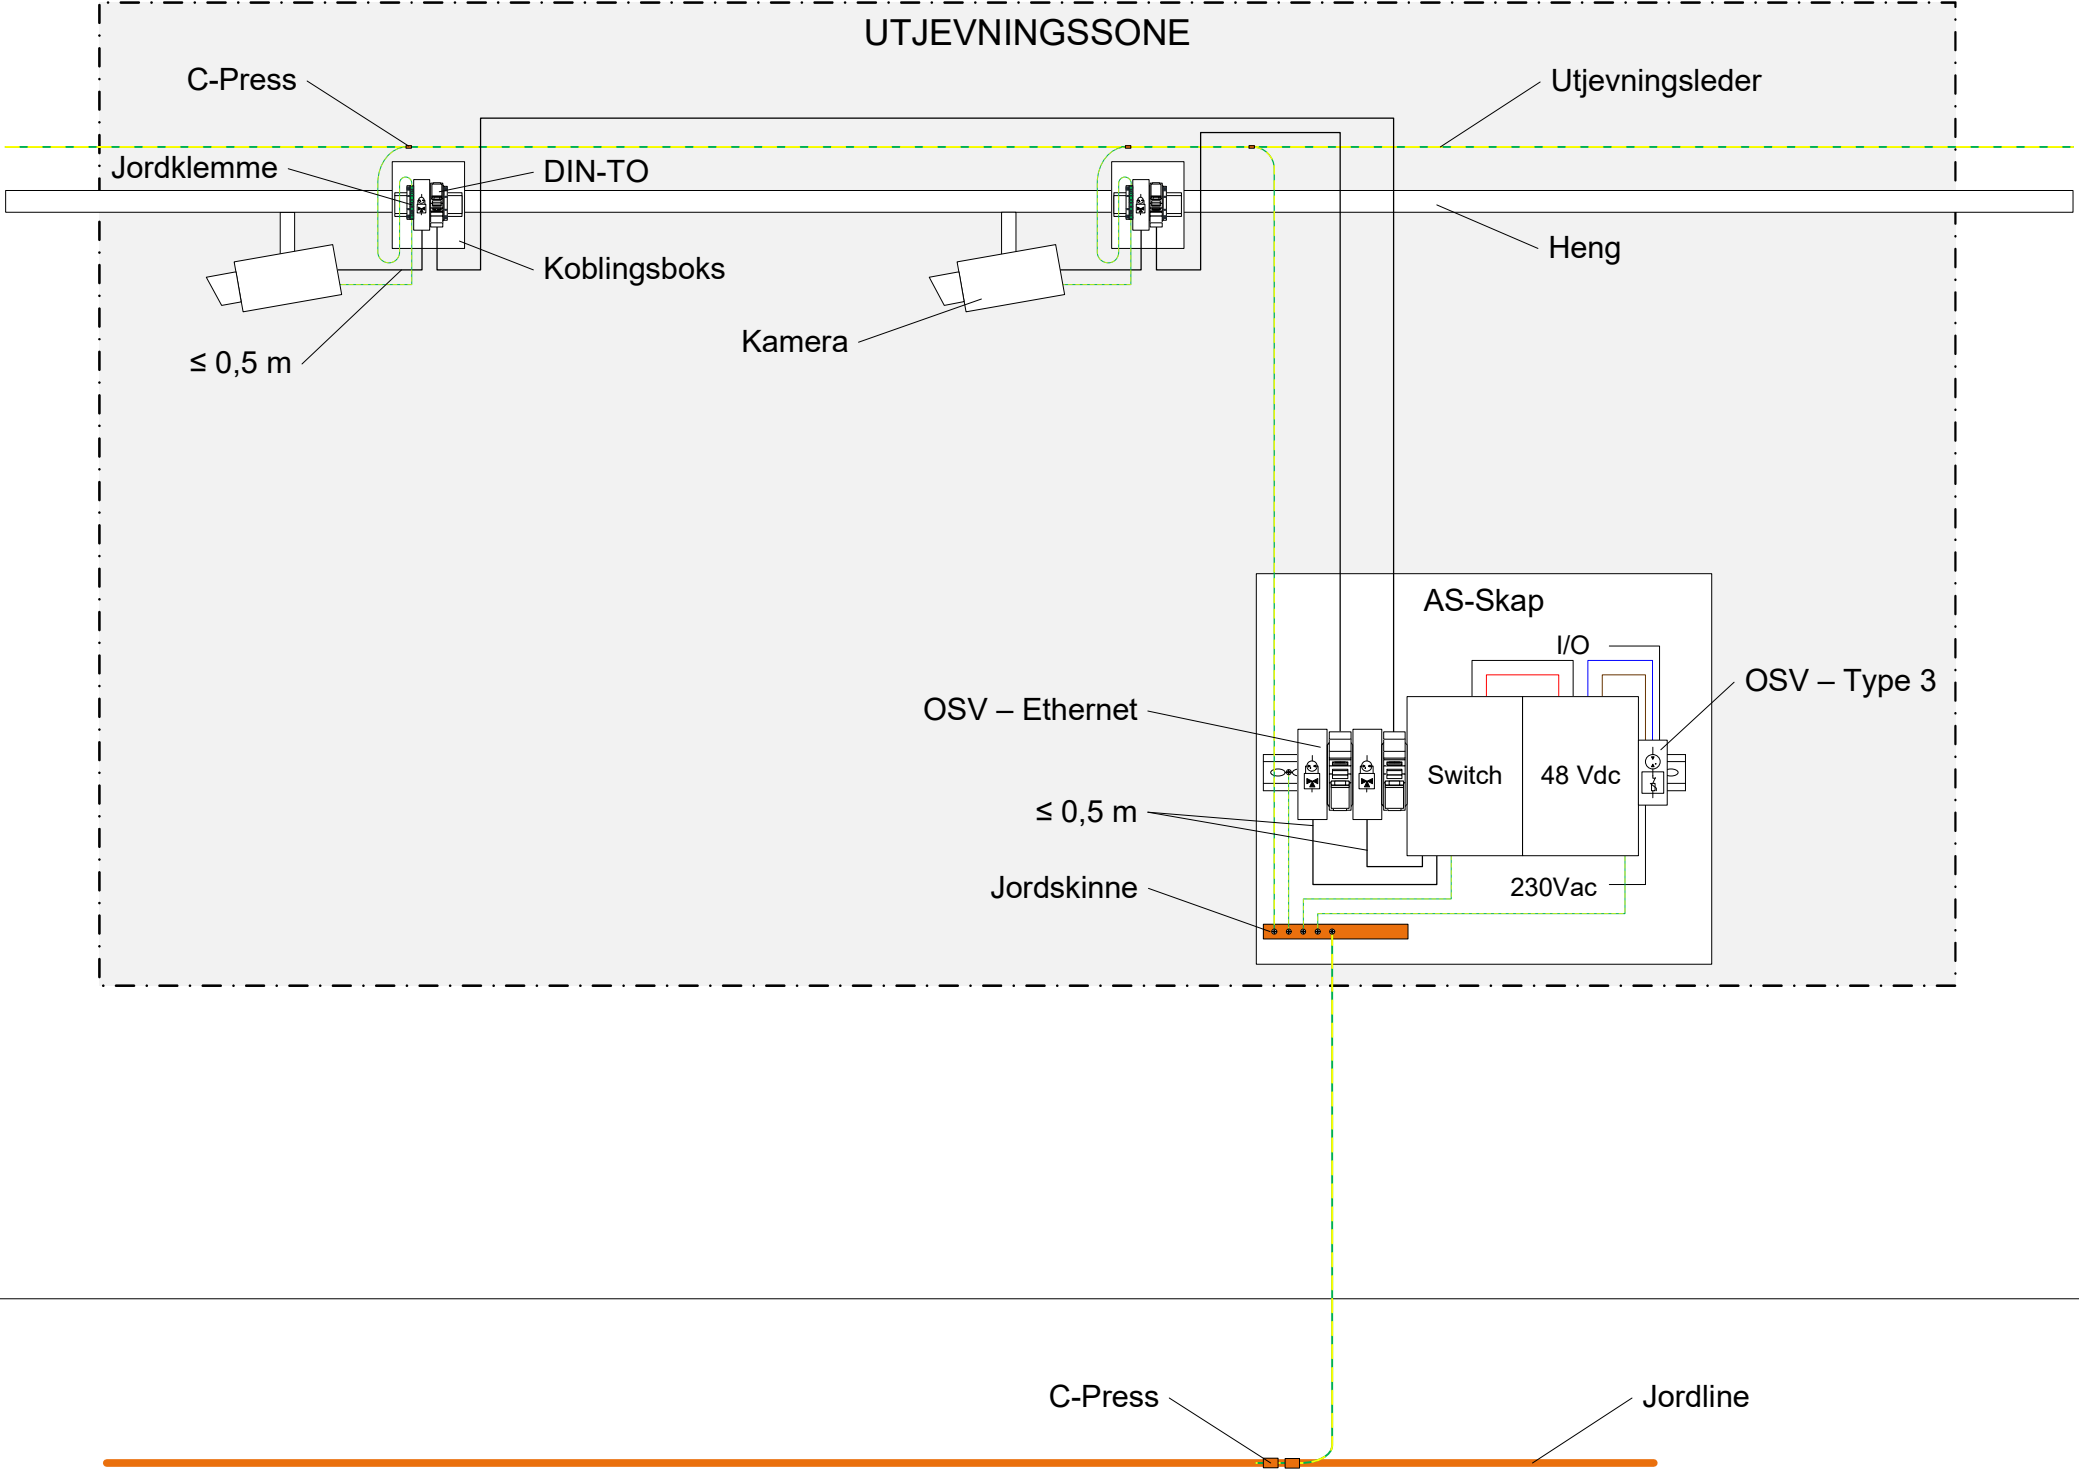 UTJEVNINGSSONE
C-Press
Utjevningsleder
Jordklemme
DIN-TO
Heng
Koblingsboks
Kamera
≤ 0,5 m
AS-Skap
I/O
OSV – Type 3
OSV – Ethernet
Switch
48 Vdc
≤ 0,5 m
Jordskinne
230Vac
C-Press
Jordline